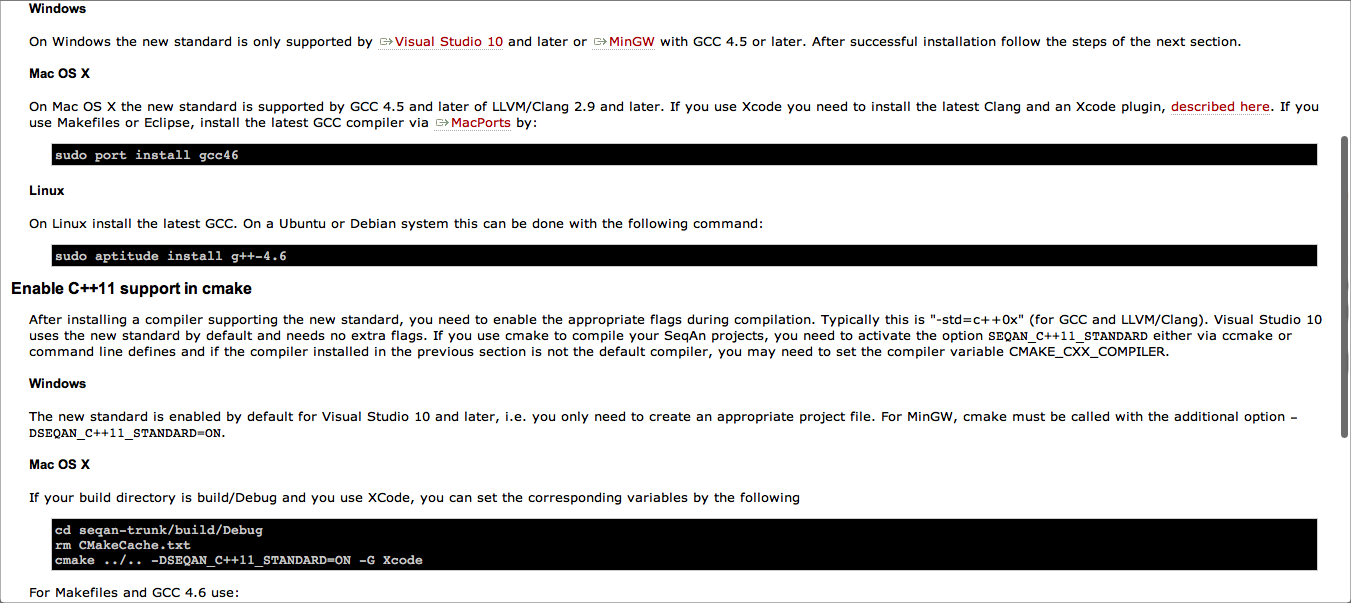 Windows
On Windows the new standard is only supported by Visual Studio 10 and later or MinGW with GCC 4.5 or later. After successful installation follow the steps of the next section.
Mac OS X
On Mac OS X the new standard is supported by GCC 4.5 and later of LLVM/Clang 2.9 and later. If you use Xcode you need to install the latest Clang and an Xcode plugin, described here. If you
use Makefiles or Eclipse, install the latest GCC compiler via MacPorts by:
sudo port install gcc46
Linux
On Linux install the latest GCC. On a Ubuntu or Debian system this can be done with the following command:
sudo aptitude install g++-4.6
Enable C++11 support in cmake
After installing a compiler supporting the new standard, you need to enable the appropriate flags during compilation. Typically this is "-std=c++0x" (for GCC and LLVM/Clang). Visual Studio 10
uses the new standard by default and needs no extra flags. If you use cmake to compile your SeqAn projects, you need to activate the option SEQAN_C++11_STANDARD either via ccmake or
command line defines and if the compiler installed in the previous section is not the default compiler, you may need to set the compiler variable CMAKE_CXX_COMPILER.
Windows
The new standard is enabled by default for Visual Studio 10 and later, i.e. you only need to create an appropriate project file. For MinGW, cmake must be called with the additional option -
DSEQAN_C++11_STANDARD=ON.
Mac OS X
If your build directory is build/Debug and you use XCode, you can set the corresponding variables by the following
cd seqan-trunk/build/Debug
rm CMakeCache.txt
cmake ../.. -DSEQAN_C++11_STANDARD=ON -G Xcode
For Makefiles and GCC 4.6 use: